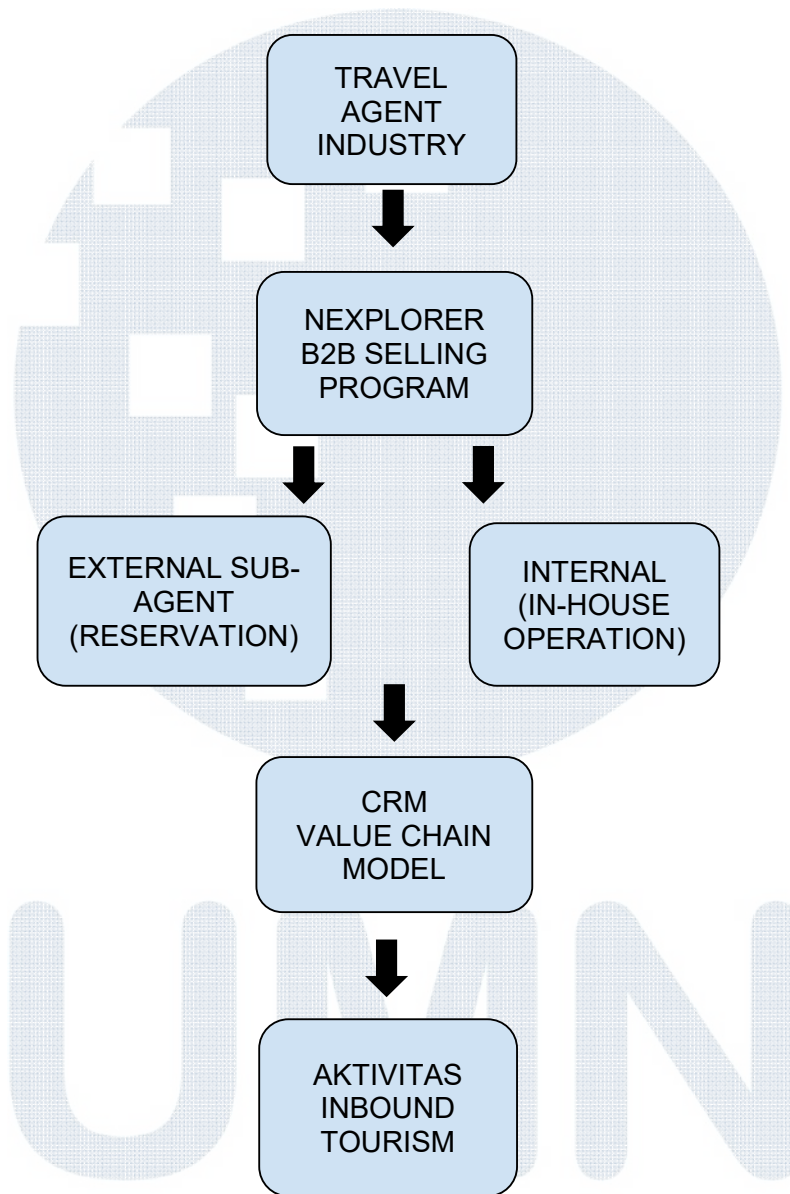 TRAVEL
AGENT
INDUSTRY
NEXPLORER
B2B SELLING
PROGRAM
EXTERNAL SUB-
AGENT
(RESERVATION)
INTERNAL
(IN-HOUSE
OPERATION)
CRM
VALUE CHAIN
MODEL
AKTIVITAS
INBOUND
TOURISM
UMN